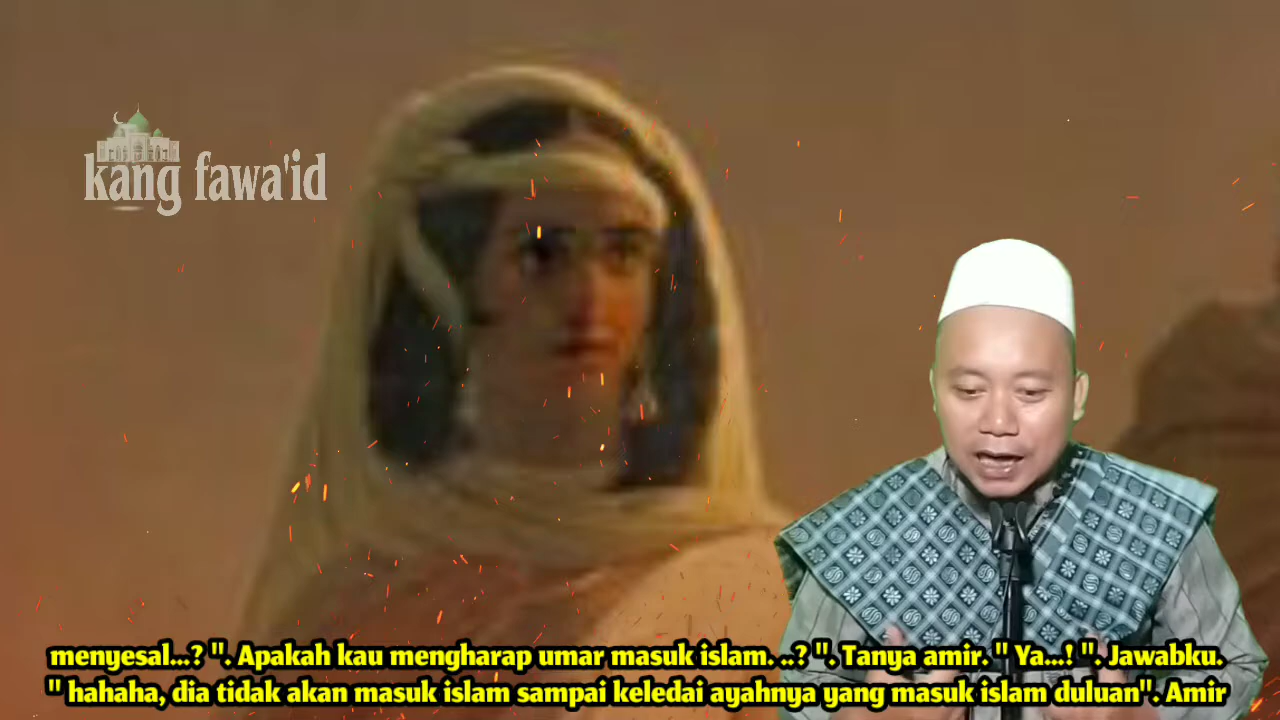 kang fawa'id
menyesal...? ". Apakah kau mengharap umar masuk islam. ..? ". Tanya amir. " Ya...! ". Jawabku.
" hahaha, dia tidak akan masuk islam sampai keledai ayahnya yang masuk islam duluan". Amir